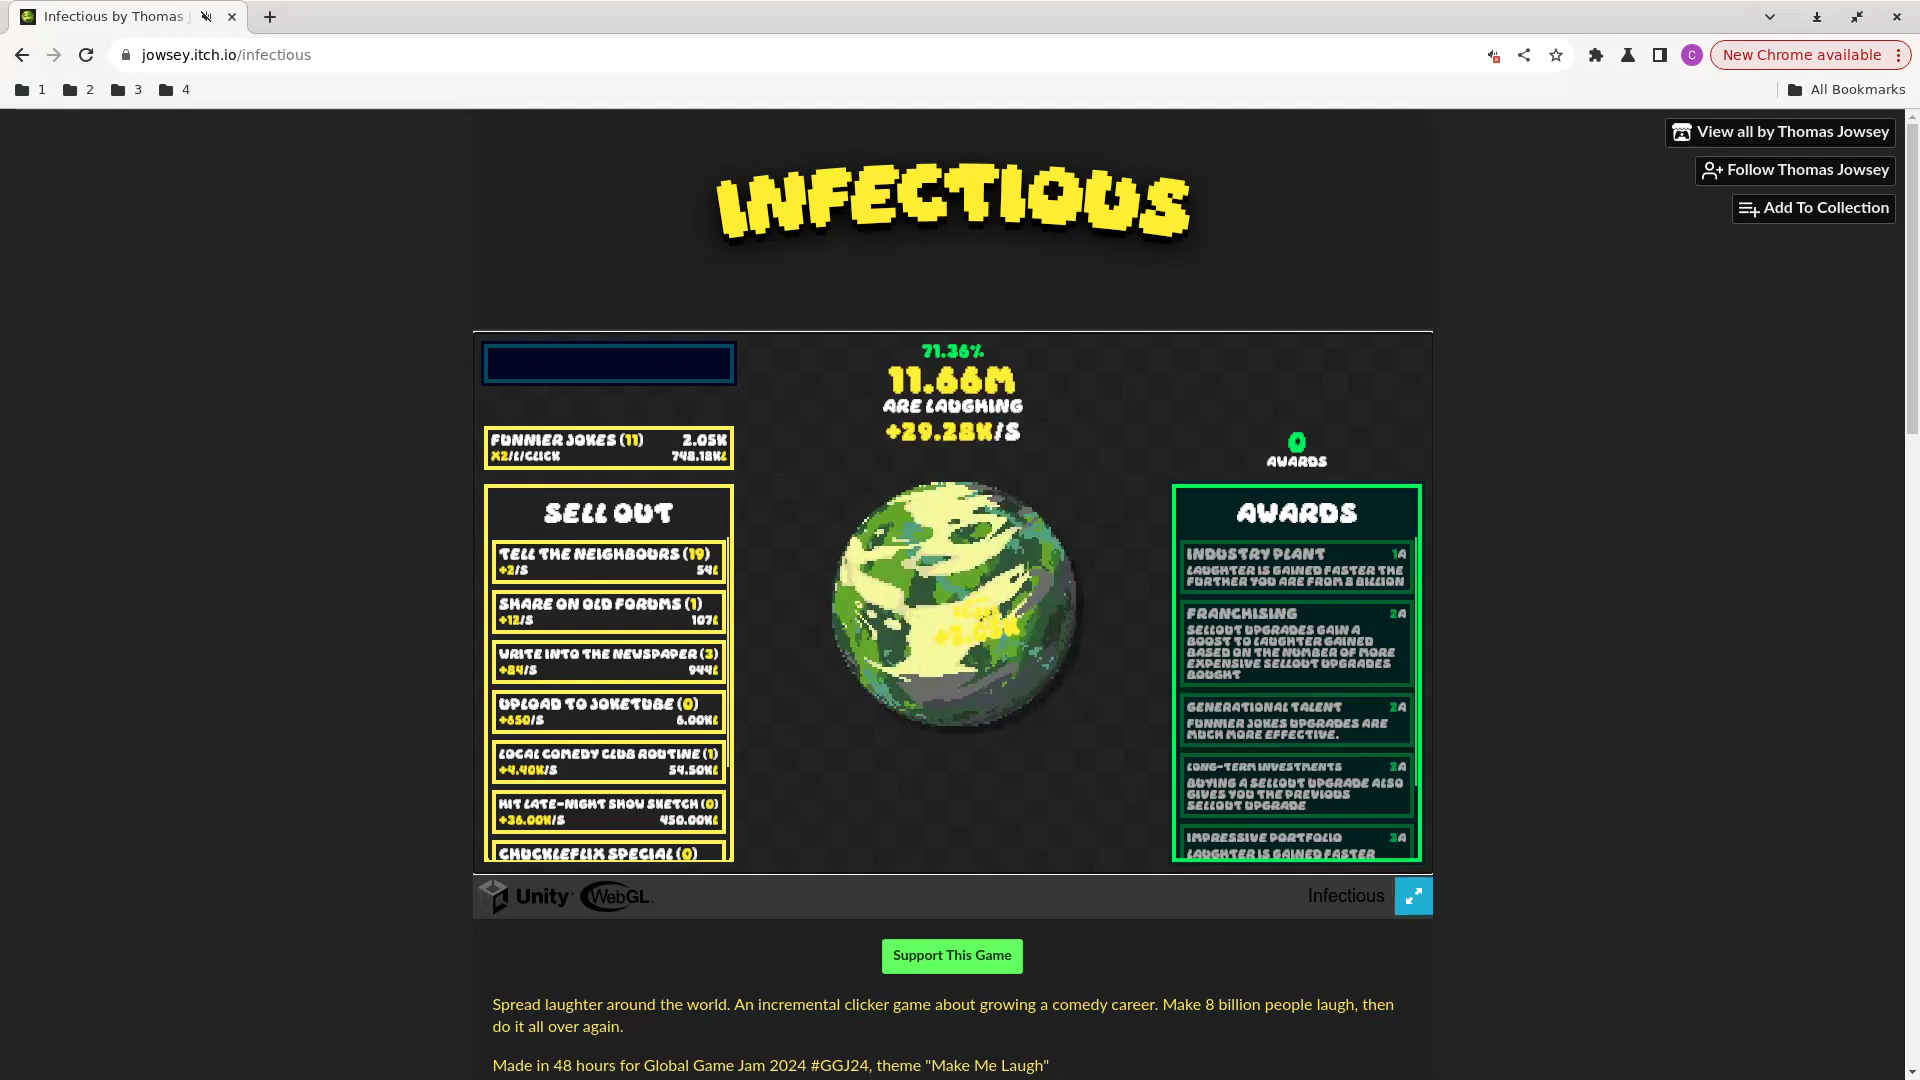 Infectious by Thomas J
jowsey.itch.io/infectious
C
New Chrome available
1
2
3
4
All Bookmarks
View all by Thomas Jowsey
Follow Thomas Jowsey
Add To Collection
INFECTIOUS
71.36%
11.66M
ARE LAUGHING
+29.28K/S
FUNNIER JOKES (11) 2.05K
X2/L/CLICK 748.18KL
SELL OUT
TELL THE NEIGHBOURS (19)
+2/S 54L
SHARE ON OLD FORUMS (1)
+12/S 107L
WRITE INTO THE NEWSPAPER (3)
+84/S 944L
UPLOAD TO JOKETUBE (0)
+650/S 6.00KL
LOCAL COMEDY CLUB ROUTINE (1)
+4.40K/S 54.50KL
HIT LATE-NIGHT SHOW SKETCH (0)
+36.00K/S 450.00KL
CHUCKLEFLIX SPECIAL (0)
0
AWARDS
AWARDS
INDUSTRY PLANT 1A
LAUGHTER IS GAINED FASTER THE
FURTHER YOU ARE FROM 8 BILLION
FRANCHISING 2A
SELLOUT UPGRADES GAIN A
BOOST TO LAUGHTER GAINED
BASED ON THE NUMBER OF MORE
EXPENSIVE SELLOUT UPGRADES
BOUGHT
GENERATIONAL TALENT 2A
FUNNIER JOKES UPGRADES ARE
MUCH MORE EFFECTIVE.
LONG-TERM INVESTMENTS 2A
BUYING A SELLOUT UPGRADE ALSO
GIVES YOU THE PREVIOUS
SELLOUT UPGRADE
IMPRESSIVE PORTFOLIO 3A
LAUGHTER IS GAINED FASTER
Unity WebGL
Infectious
Support This Game
Spread laughter around the world. An incremental clicker game about growing a comedy career. Make 8 billion people laugh, then
do it all over again.
Made in 48 hours for Global Game Jam 2024 #GGJ24, theme "Make Me Laugh"